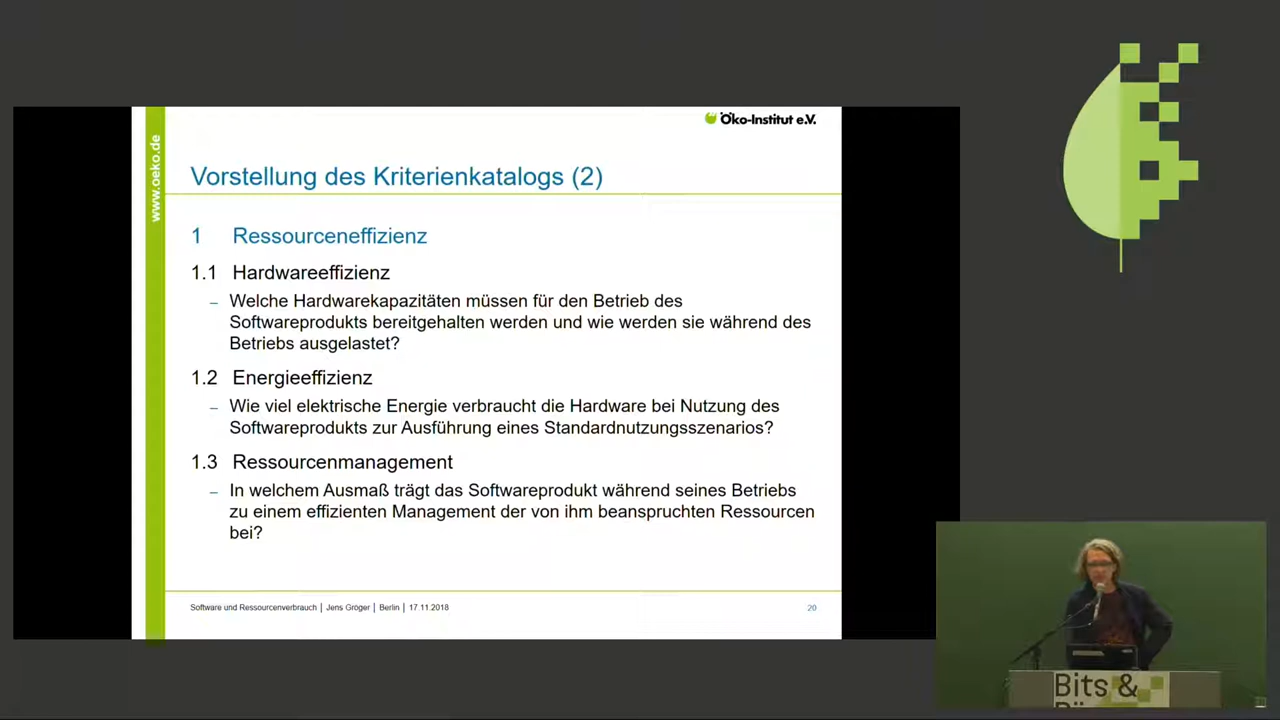 Öko-Institut e.V.
www.oeko.de
Vorstellung des Kriterienkatalogs (2)
1 Ressourceneffizienz
1.1 Hardwareeffizienz
– Welche Hardwarekapazitäten müssen für den Betrieb des
Softwareprodukts bereitgehalten werden und wie werden sie während des
Betriebs ausgelastet?
1.2 Energieeffizienz
– Wie viel elektrische Energie verbraucht die Hardware bei Nutzung des
Softwareprodukts zur Ausführung eines Standardnutzungsszenarios?
1.3 Ressourcenmanagement
– In welchem Ausmaß trägt das Softwareprodukt während seines Betriebs
zu einem effizienten Management der von ihm beanspruchten Ressourcen
bei?
Software und Ressourcenverbrauch | Jens Gröger | Berlin | 17.11.2018
20
Bits &